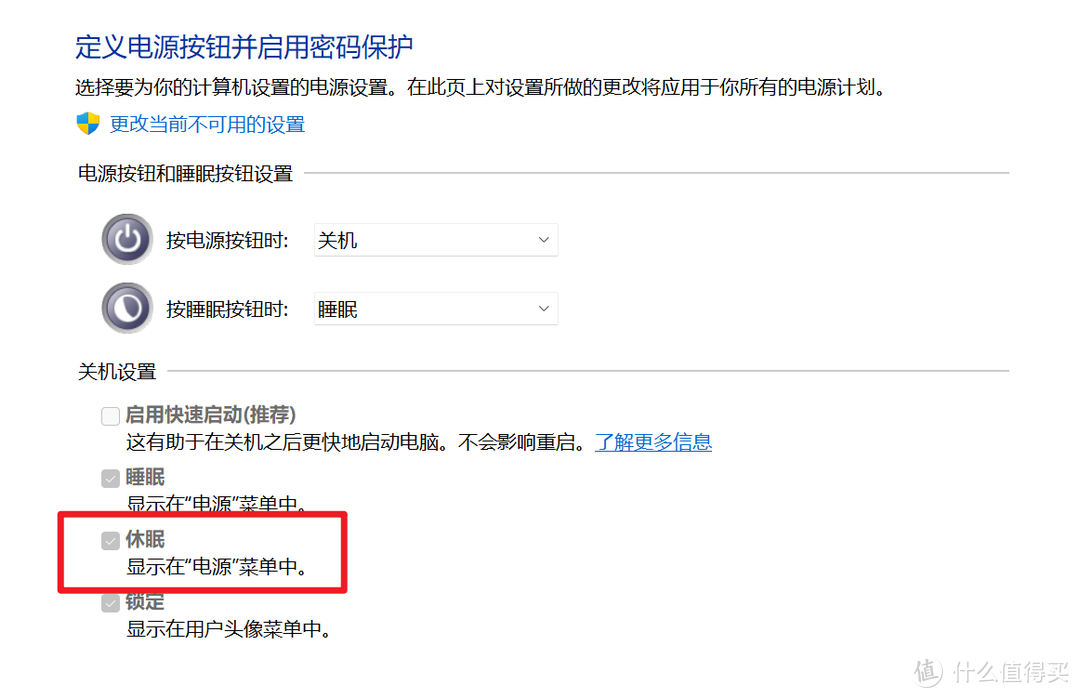 定义电源按钮并启用密码保护
选择要为你的计算机设置的电源设置。在此页上对设置所做的更改将应用于你所有的电源计划。
更改当前不可用的设置
电源按钮和睡眠按钮设置
按电源按钮时: 关机
按睡眠按钮时: 睡眠
关机设置
启用快速启动(推荐)
这有助于在关机之后更快地启动电脑。不会影响重启。了解更多信息
睡眠
显示在“电源”菜单中。
休眠
显示在“电源”菜单中。
锁定
显示在用户头像菜单中。
值 什么值得买